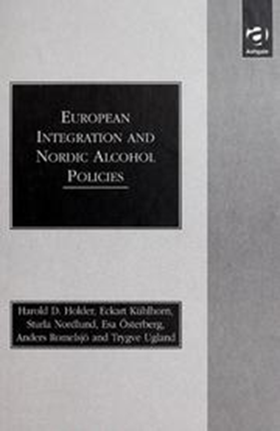 Ashgate
EUROPEAN
INTEGRATION AND
NORDIC ALCOHOL
POLICIES
Harold D. Holder, Eckart Kühlhorn,
Sturla Nordlund, Esa Österberg,
Anders Romelsjö and Trygve Ugland